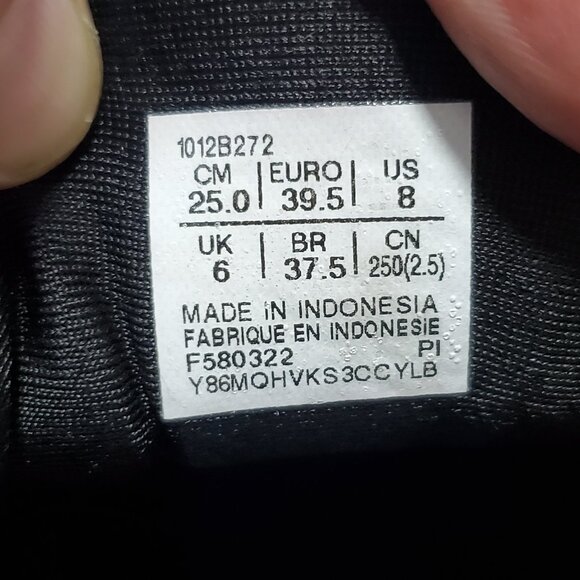 1012B272
CM | EURO | US
25.0 | 39.5 | 8
UK | BR | CN
6 | 37.5 | 250(2.5)
MADE IN INDONESIA
FABRIQUE EN INDONESIE
F580322 PI
Y86MQHVKS3CCYLB